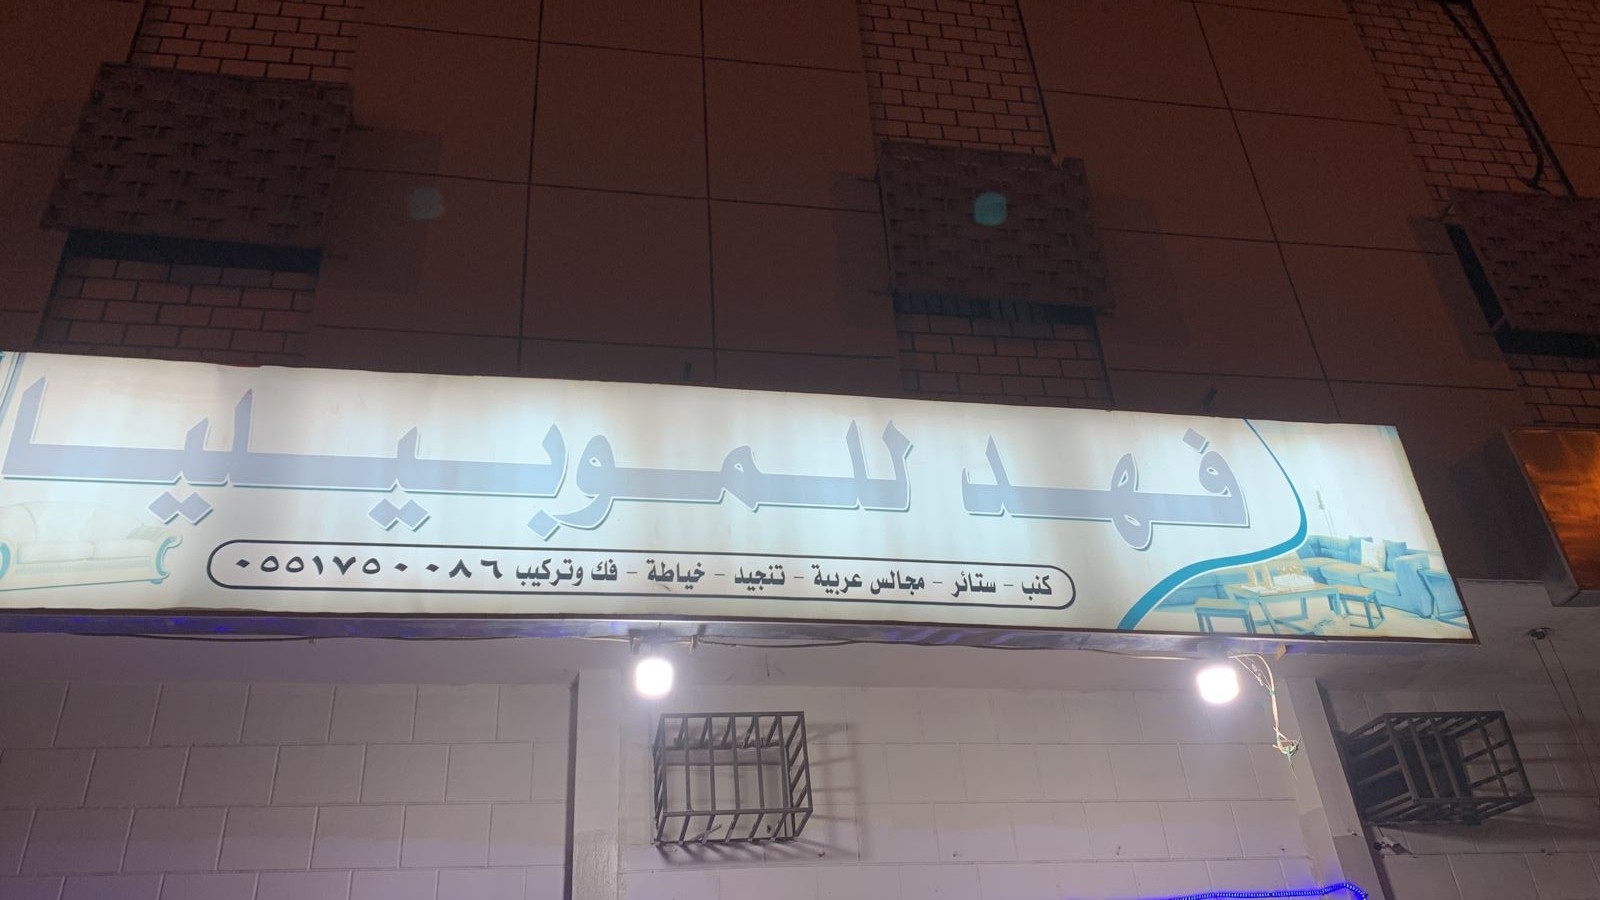 فهد للموبيليا
كنب - ستائر - مجالس عربية - تنجيد - خياطة - فك وتركيب ٠٥٥١٧٥٠٠٨٦